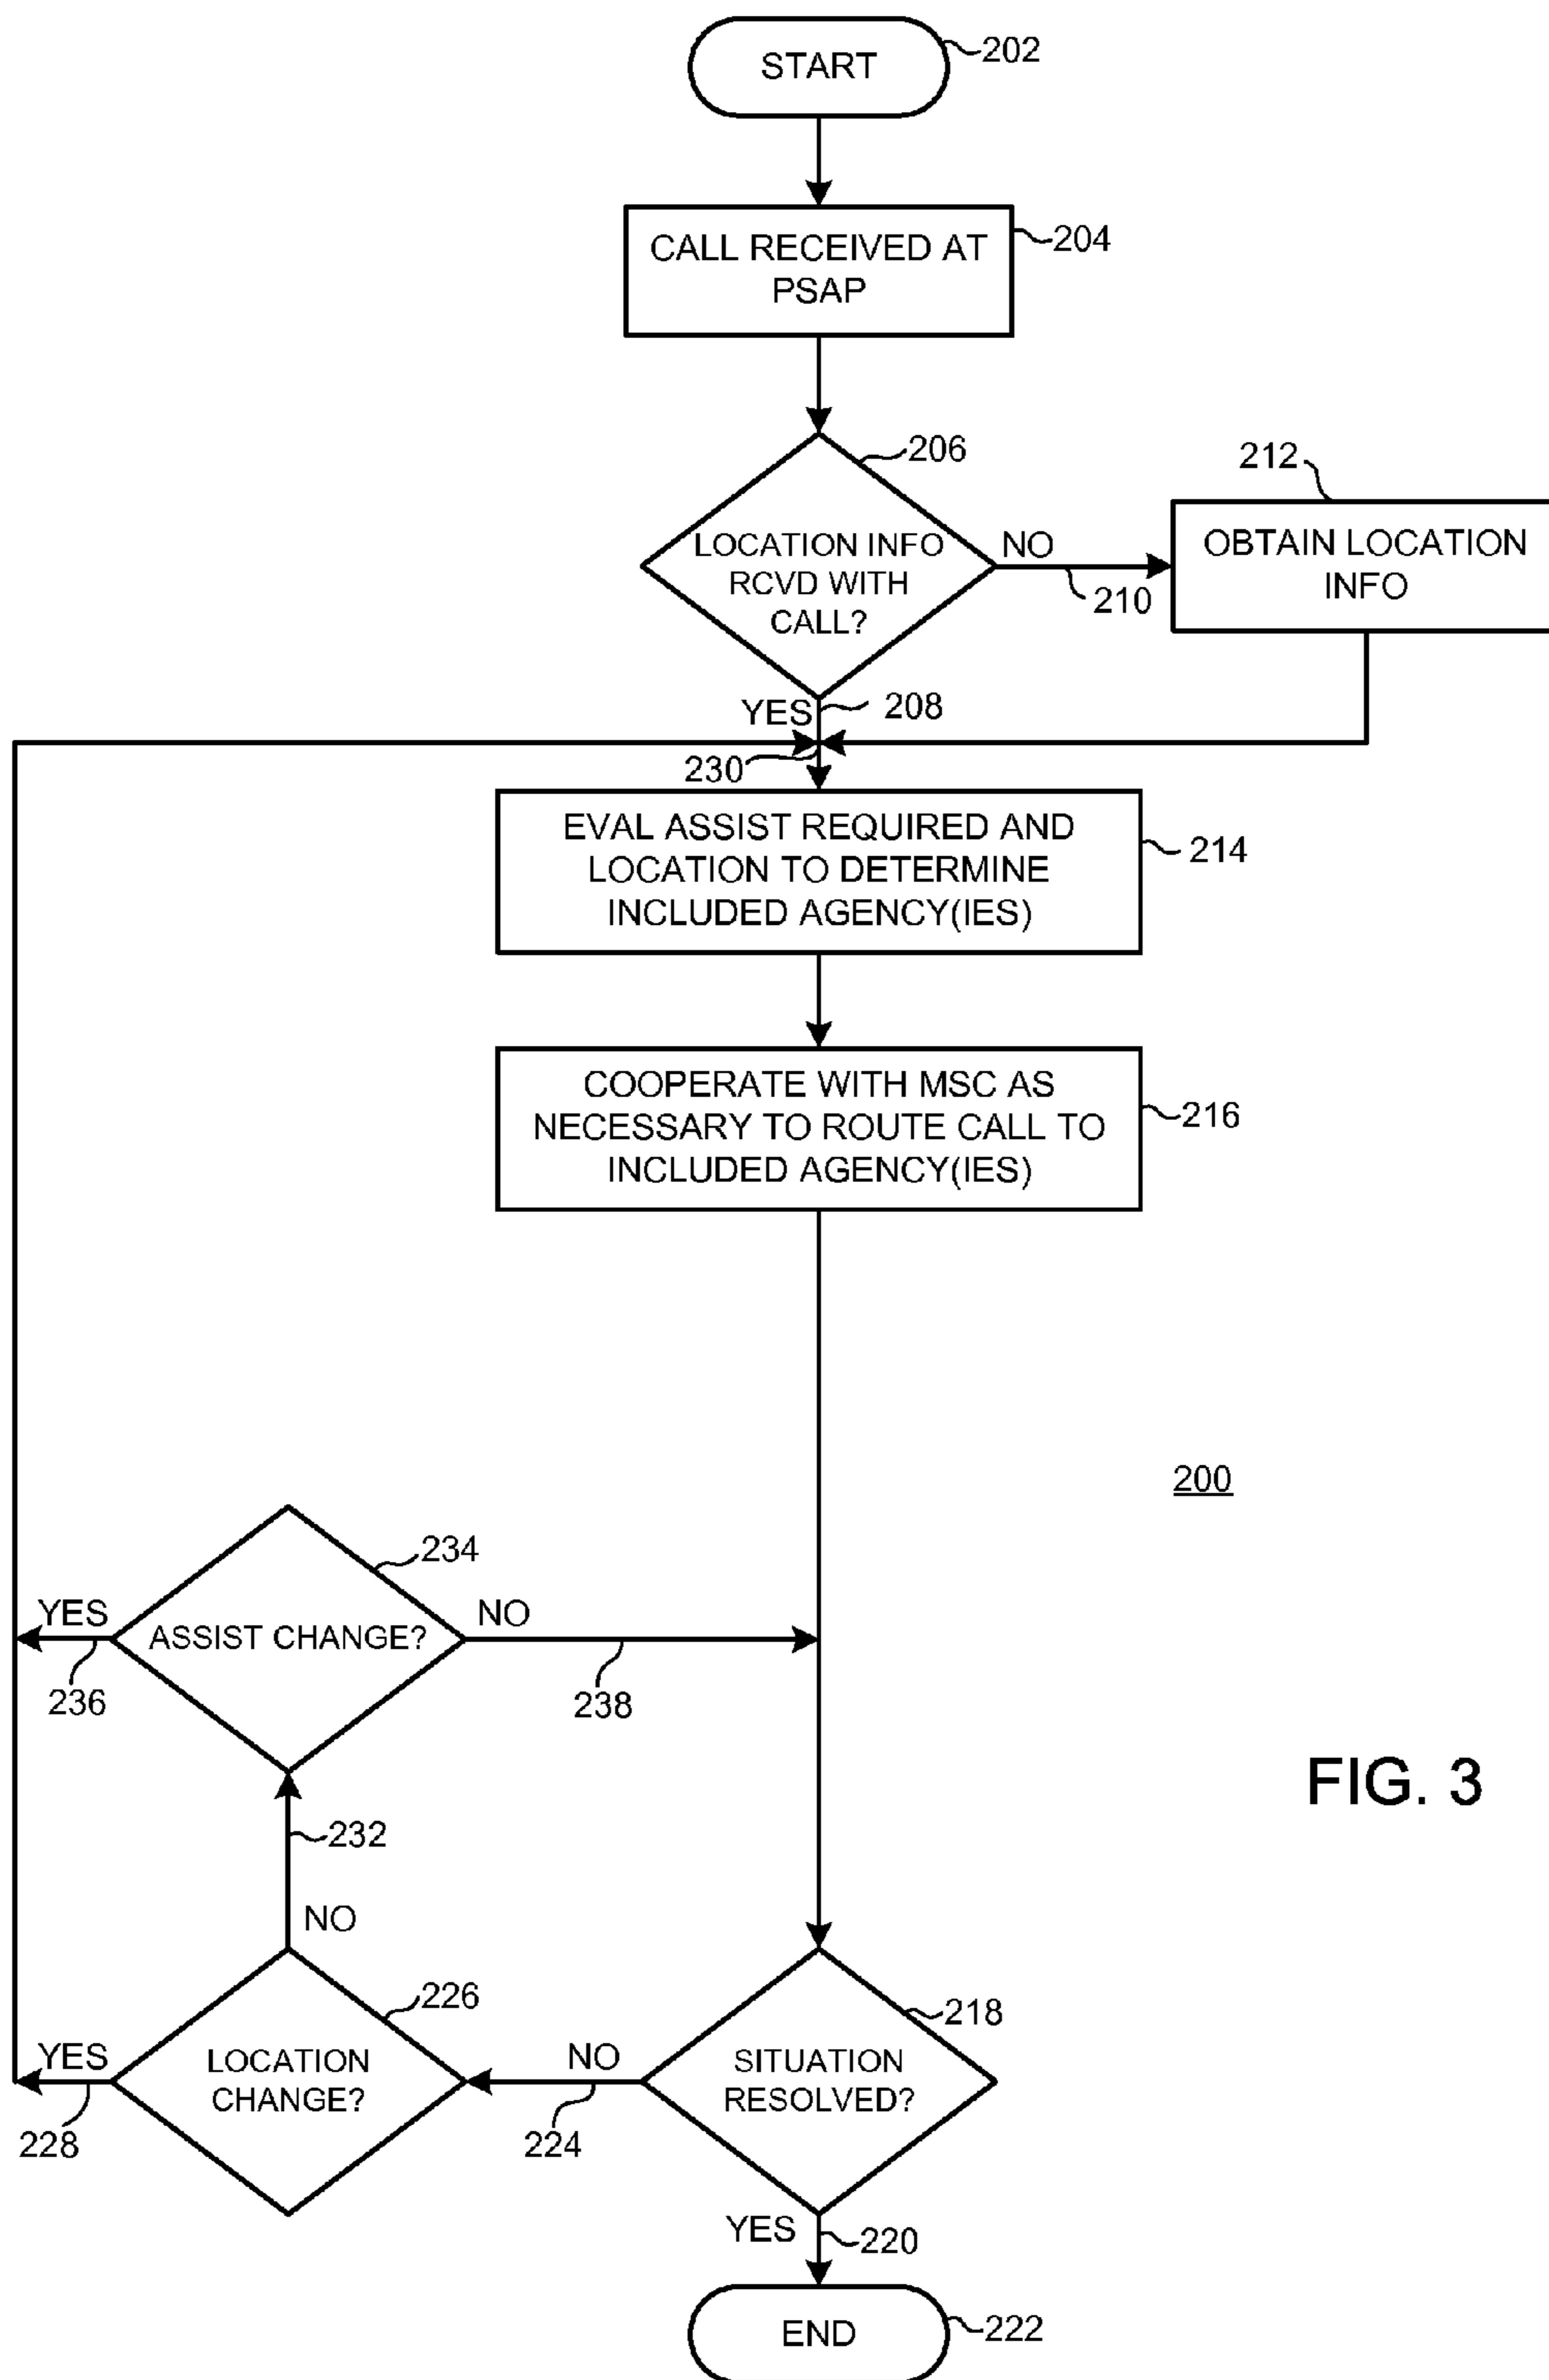 START
202
CALL RECEIVED AT
PSAP
204
206
LOCATION INFO
RCVD WITH
CALL?
NO
210
212
OBTAIN LOCATION
INFO
YES
208
230
EVAL ASSIST REQUIRED AND
LOCATION TO DETERMINE
INCLUDED AGENCY(IES)
214
COOPERATE WITH MSC AS
NECESSARY TO ROUTE CALL TO
INCLUDED AGENCY(IES)
216
200
234
YES
ASSIST CHANGE?
NO
236
238
FIG. 3
232
NO
226
218
YES
LOCATION
CHANGE?
NO
SITUATION
RESOLVED?
228
224
YES
220
END
222